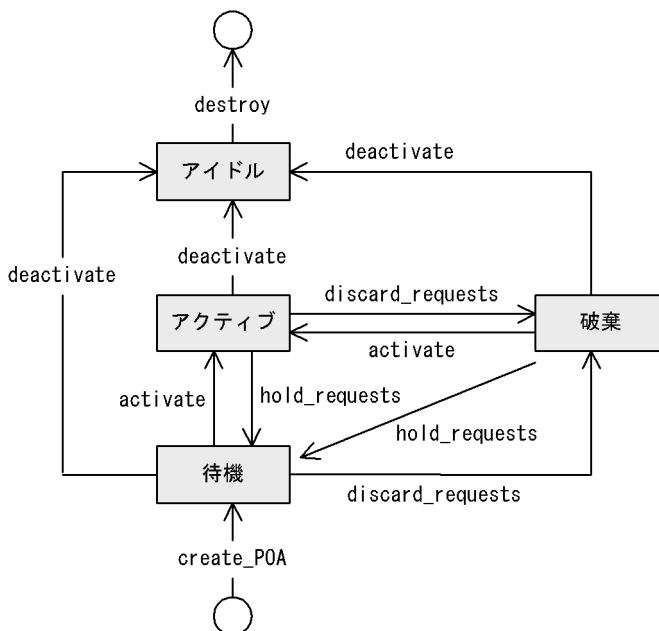 destroy
アイドル
deactivate
deactivate
deactivate
アクティブ
discard_requests
破棄
activate
activate
hold_requests
hold_requests
待機
discard_requests
create_POA